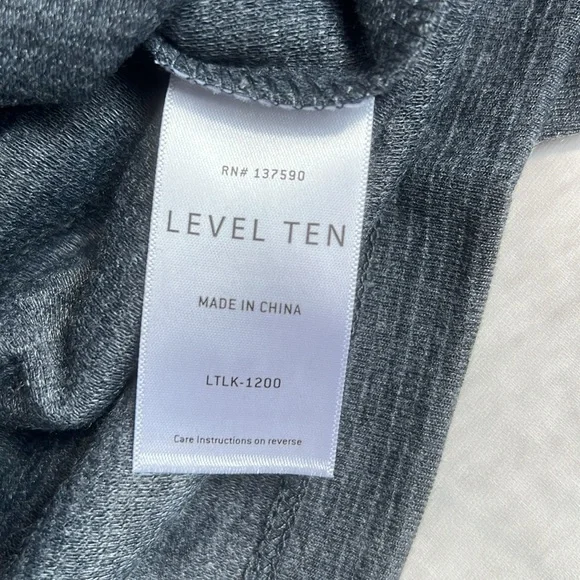 RN# 137590
LEVEL TEN
MADE IN CHINA
LTLK-1200
Care Instructions on reverse